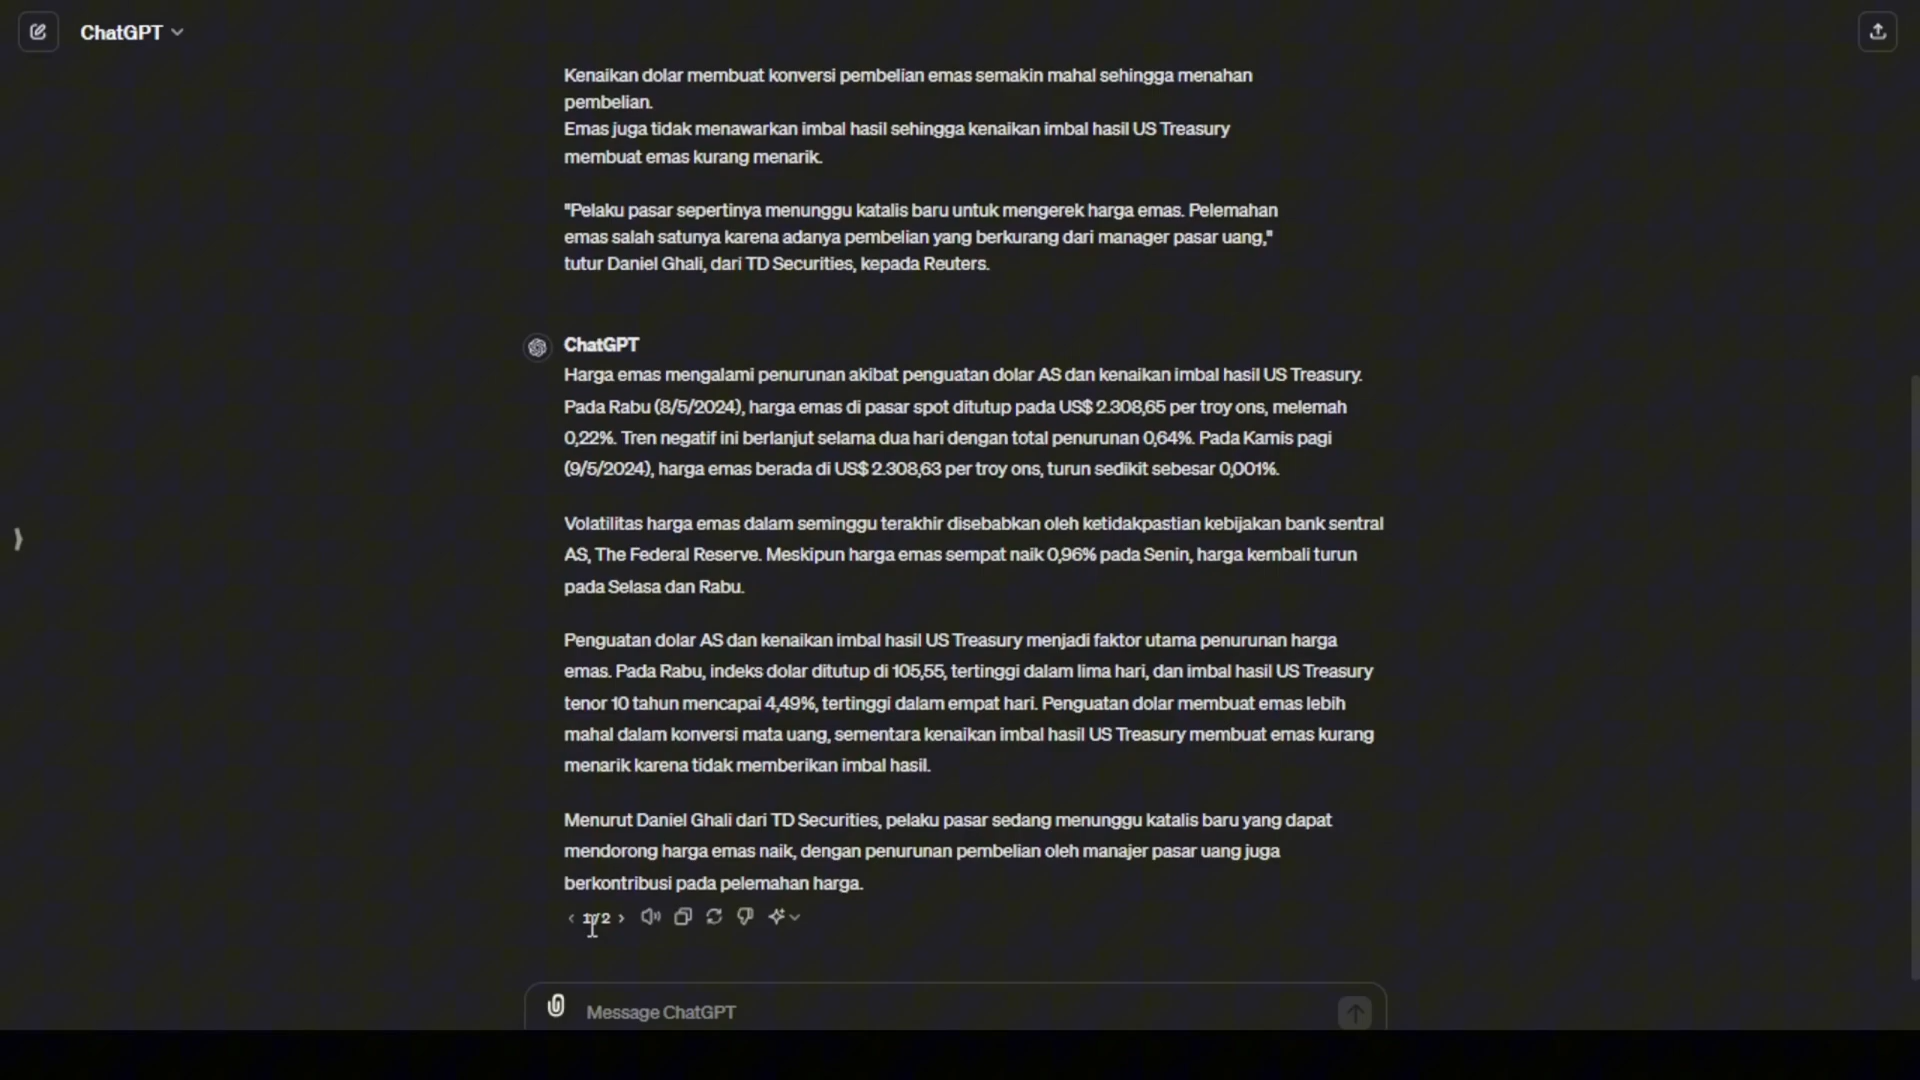 ChatGPT
Kenaikan dolar membuat konversi pembelian emas semakin mahal sehingga menahan
pembelian.
Emas juga tidak menawarkan imbal hasil sehingga kenaikan imbal hasil US Treasury
membuat emas kurang menarik.
"Pelaku pasar sepertinya menunggu katalis baru untuk mengerek harga emas. Pelemahan
emas salah satunya karena adanya pembelian yang berkurang dari manager pasar uang,"
tutur Daniel Ghali, dari TD Securities, kepada Reuters.
ChatGPT
Harga emas mengalami penurunan akibat penguatan dolar AS dan kenaikan imbal hasil US Treasury.
Pada Rabu (8/5/2024), harga emas di pasar spot ditutup pada US$ 2.308,65 per troy ons, melemah
0,22%. Tren negatif ini berlanjut selama dua hari dengan total penurunan 0,64%. Pada Kamis pagi
(9/5/2024), harga emas berada di US$ 2.308,63 per troy ons, turun sedikit sebesar 0,001%.
Volatilitas harga emas dalam seminggu terakhir disebabkan oleh ketidakpastian kebijakan bank sentral
AS, The Federal Reserve. Meskipun harga emas sempat naik 0,96% pada Senin, harga kembali turun
pada Selasa dan Rabu.
Penguatan dolar AS dan kenaikan imbal hasil US Treasury menjadi faktor utama penurunan harga
emas. Pada Rabu, indeks dolar ditutup di 105,55, tertinggi dalam lima hari, dan imbal hasil US Treasury
tenor 10 tahun mencapai 4,49%, tertinggi dalam empat hari. Penguatan dolar membuat emas lebih
mahal dalam konversi mata uang, sementara kenaikan imbal hasil US Treasury membuat emas kurang
menarik karena tidak memberikan imbal hasil.
Menurut Daniel Ghali dari TD Securities, pelaku pasar sedang menunggu katalis baru yang dapat
mendorong harga emas naik, dengan penurunan pembelian oleh manajer pasar uang juga
berkontribusi pada pelemahan harga.
1/2
Message ChatGPT